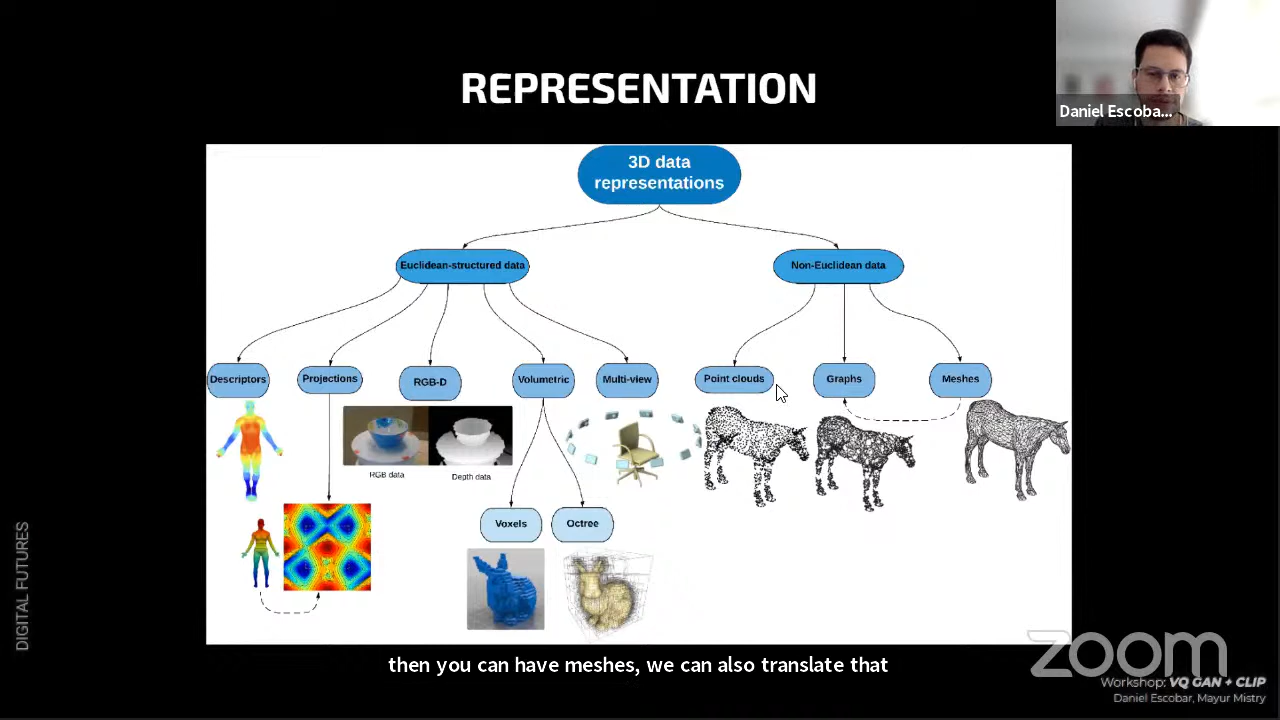 REPRESENTATION
Daniel Escoba...
3D data
representations
Euclidean-structured data
Non-Euclidean data
Descriptors
Projections
RGB-D
Volumetric
Multi-view
Point clouds
Graphs
Meshes
RGB data
Depth data
Voxels
Octree
DIGITAL FUTURES
then you can have meshes, we can also translate that
zoom
Workshop: VQ GAN + CLIP
Daniel Escobar, Mayur Mistry